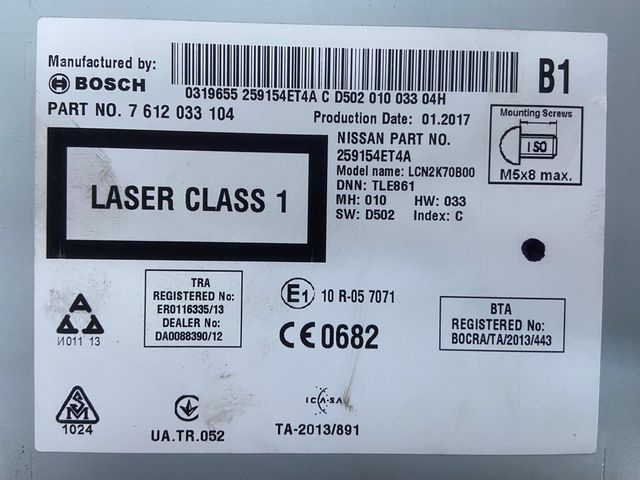 Manufactured by:
BOSCH
0319655 259154ET4A C D502 010 033 04H
B1
PART NO. 7 612 033 104
Production Date: 01.2017
LASER CLASS 1
NISSAN PART NO.
259154ET4A
Model name: LCN2K70B00
DNN: TLE861
MH: 010 HW: 033
SW: D502 Index: C
Mounting Screws
ISO
M5x8 max.
И011 13
TRA
REGISTERED No:
ER0116335/13
DEALER No:
DA0088390/12
E1 10 R-05 7071
CE0682
BTA
REGISTERED No:
BOCRA/TA/2013/443
1024
UA.TR.052
ICASA
TA-2013/891